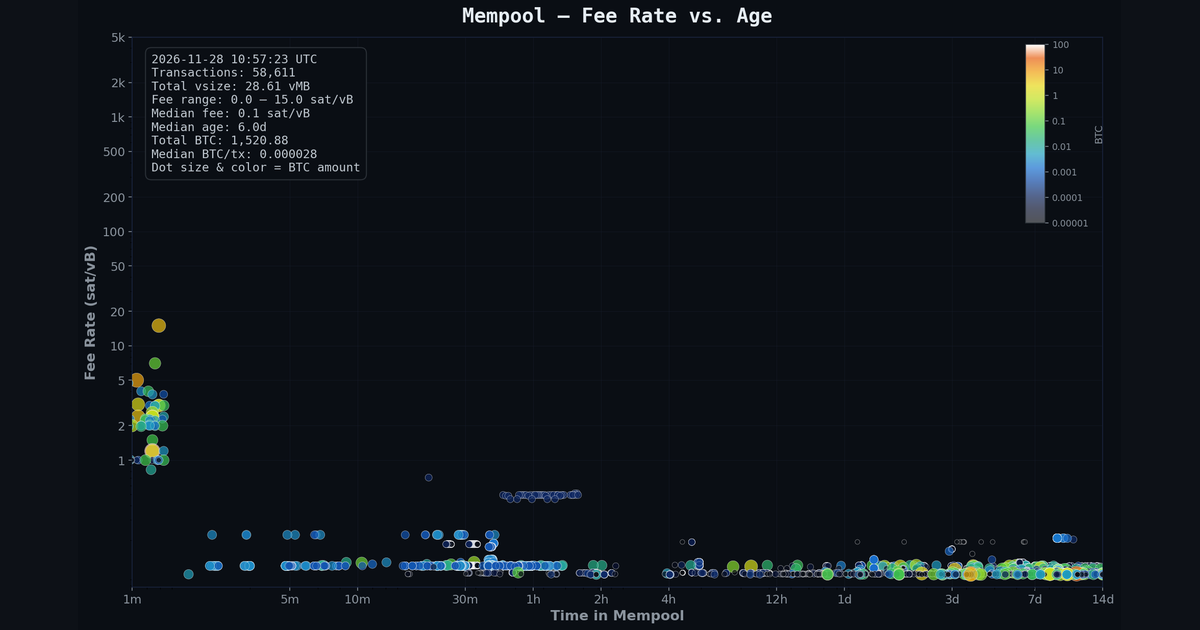 Mempool — Fee Rate vs. Age
5k
2k
1k
500
200
100
50
20
10
5
2
1
Fee Rate (sat/vB)
2026-11-28 10:57:23 UTC
Transactions: 58,611
Total vsize: 28.61 vMB
Fee range: 0.0 — 15.0 sat/vB
Median fee: 0.1 sat/vB
Median age: 6.0d
Total BTC: 1,520.88
Median BTC/tx: 0.000028
Dot size & color = BTC amount
100
10
1
0.1
0.01
0.001
0.0001
0.00001
BTC
1m
5m
10m
30m
1h
2h
4h
12h
1d
3d
7d
14d
Time in Mempool